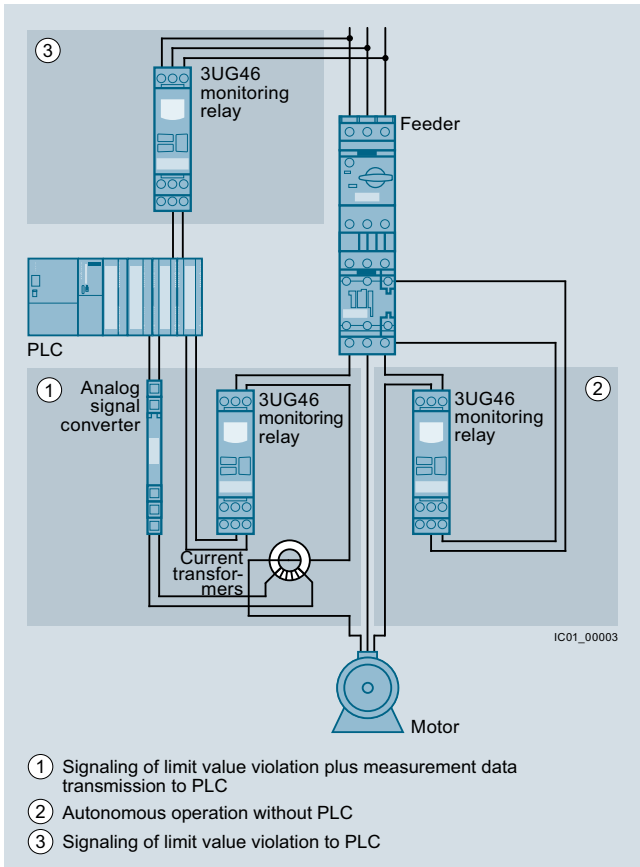 3
3UG46
monitoring
relay
Feeder
PLC
1
Analog
signal
converter
3UG46
monitoring
relay
3UG46
monitoring
relay
2
Current
transfor-
mers
IC01_00003
Motor
1 Signaling of limit value violation plus measurement data
transmission to PLC
2 Autonomous operation without PLC
3 Signaling of limit value violation to PLC